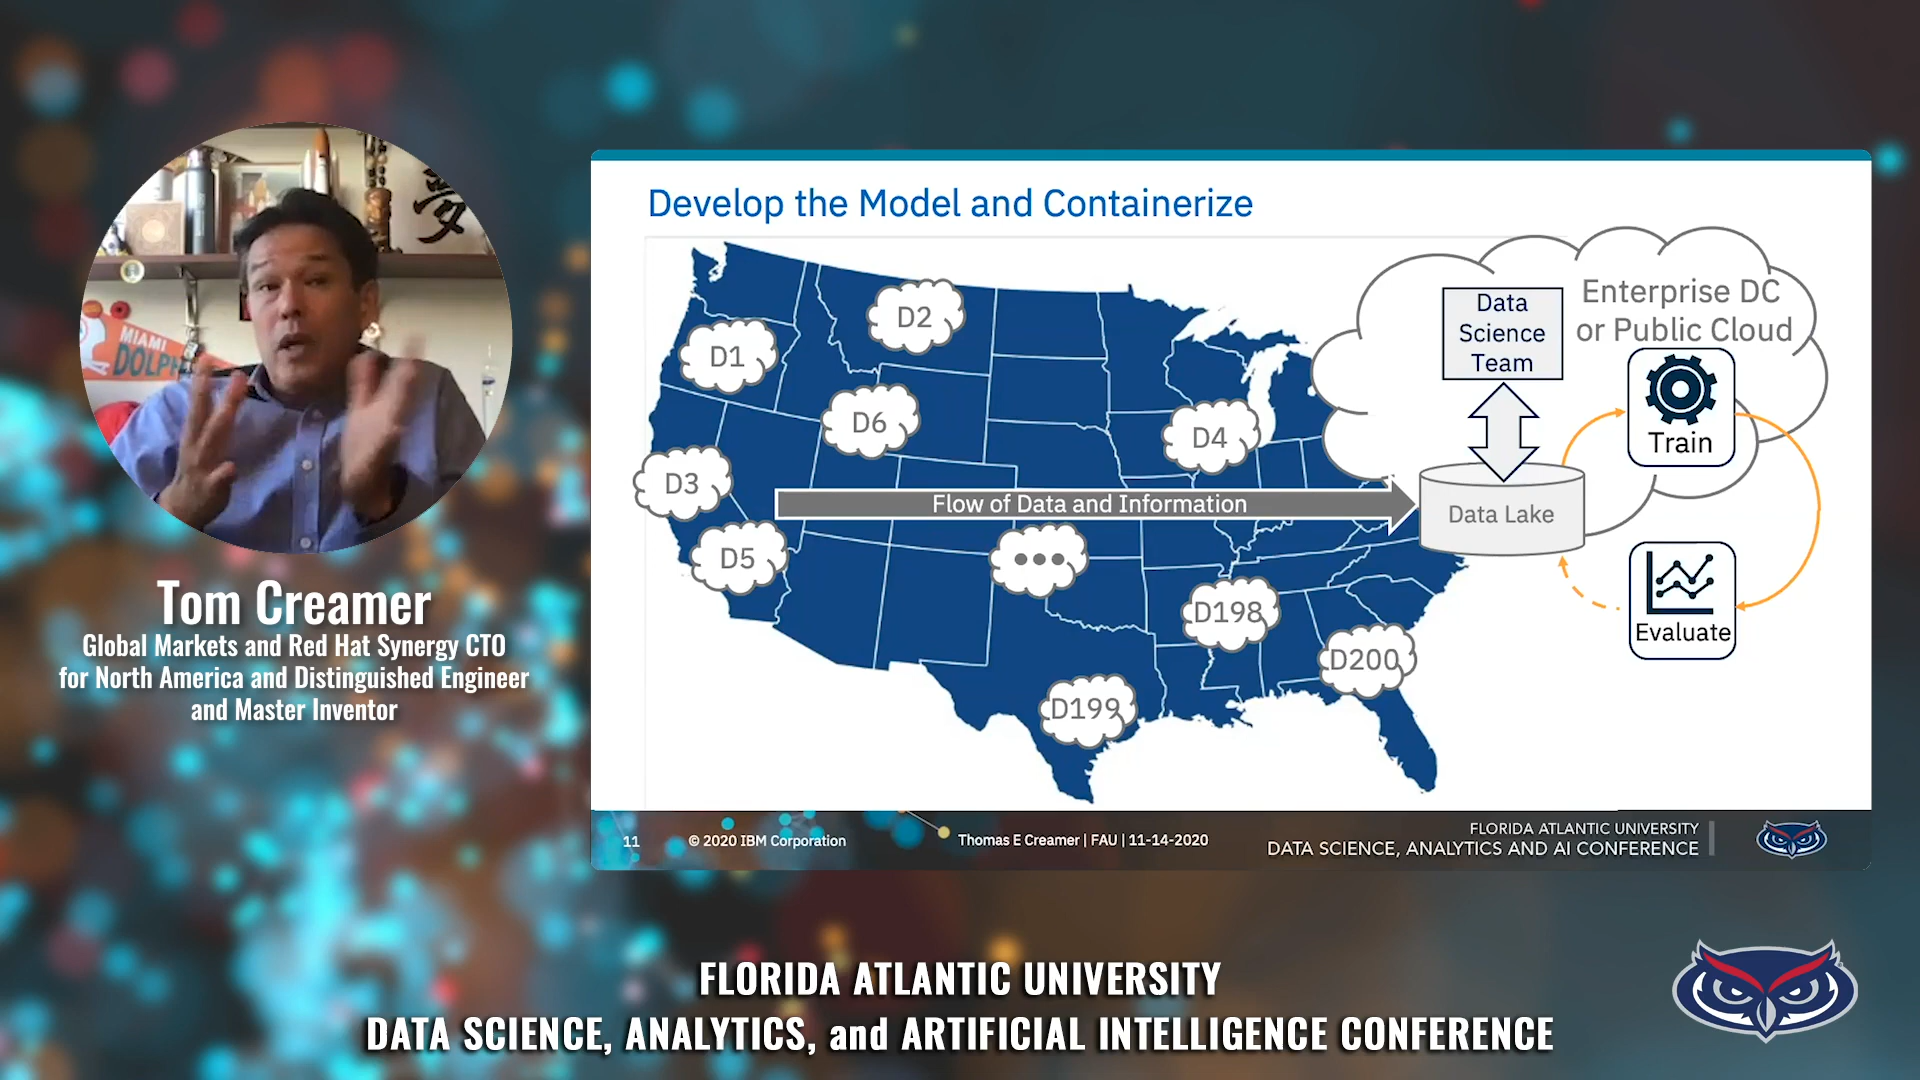 MIAMI
夢
Tom Creamer
Global Markets and Red Hat Synergy CTO
for North America and Distinguished Engineer
and Master Inventor
Develop the Model and Containerize
D1
D2
D6
D3
D5
D4
D198
D200
D199
Flow of Data and Information
Data
Science
Team
Enterprise DC
or Public Cloud
Train
Data Lake
Evaluate
11
© 2020 IBM Corporation
Thomas E Creamer | FAU | 11-14-2020
FLORIDA ATLANTIC UNIVERSITY
DATA SCIENCE, ANALYTICS AND AI CONFERENCE
FLORIDA ATLANTIC UNIVERSITY
DATA SCIENCE, ANALYTICS, and ARTIFICIAL INTELLIGENCE CONFERENCE